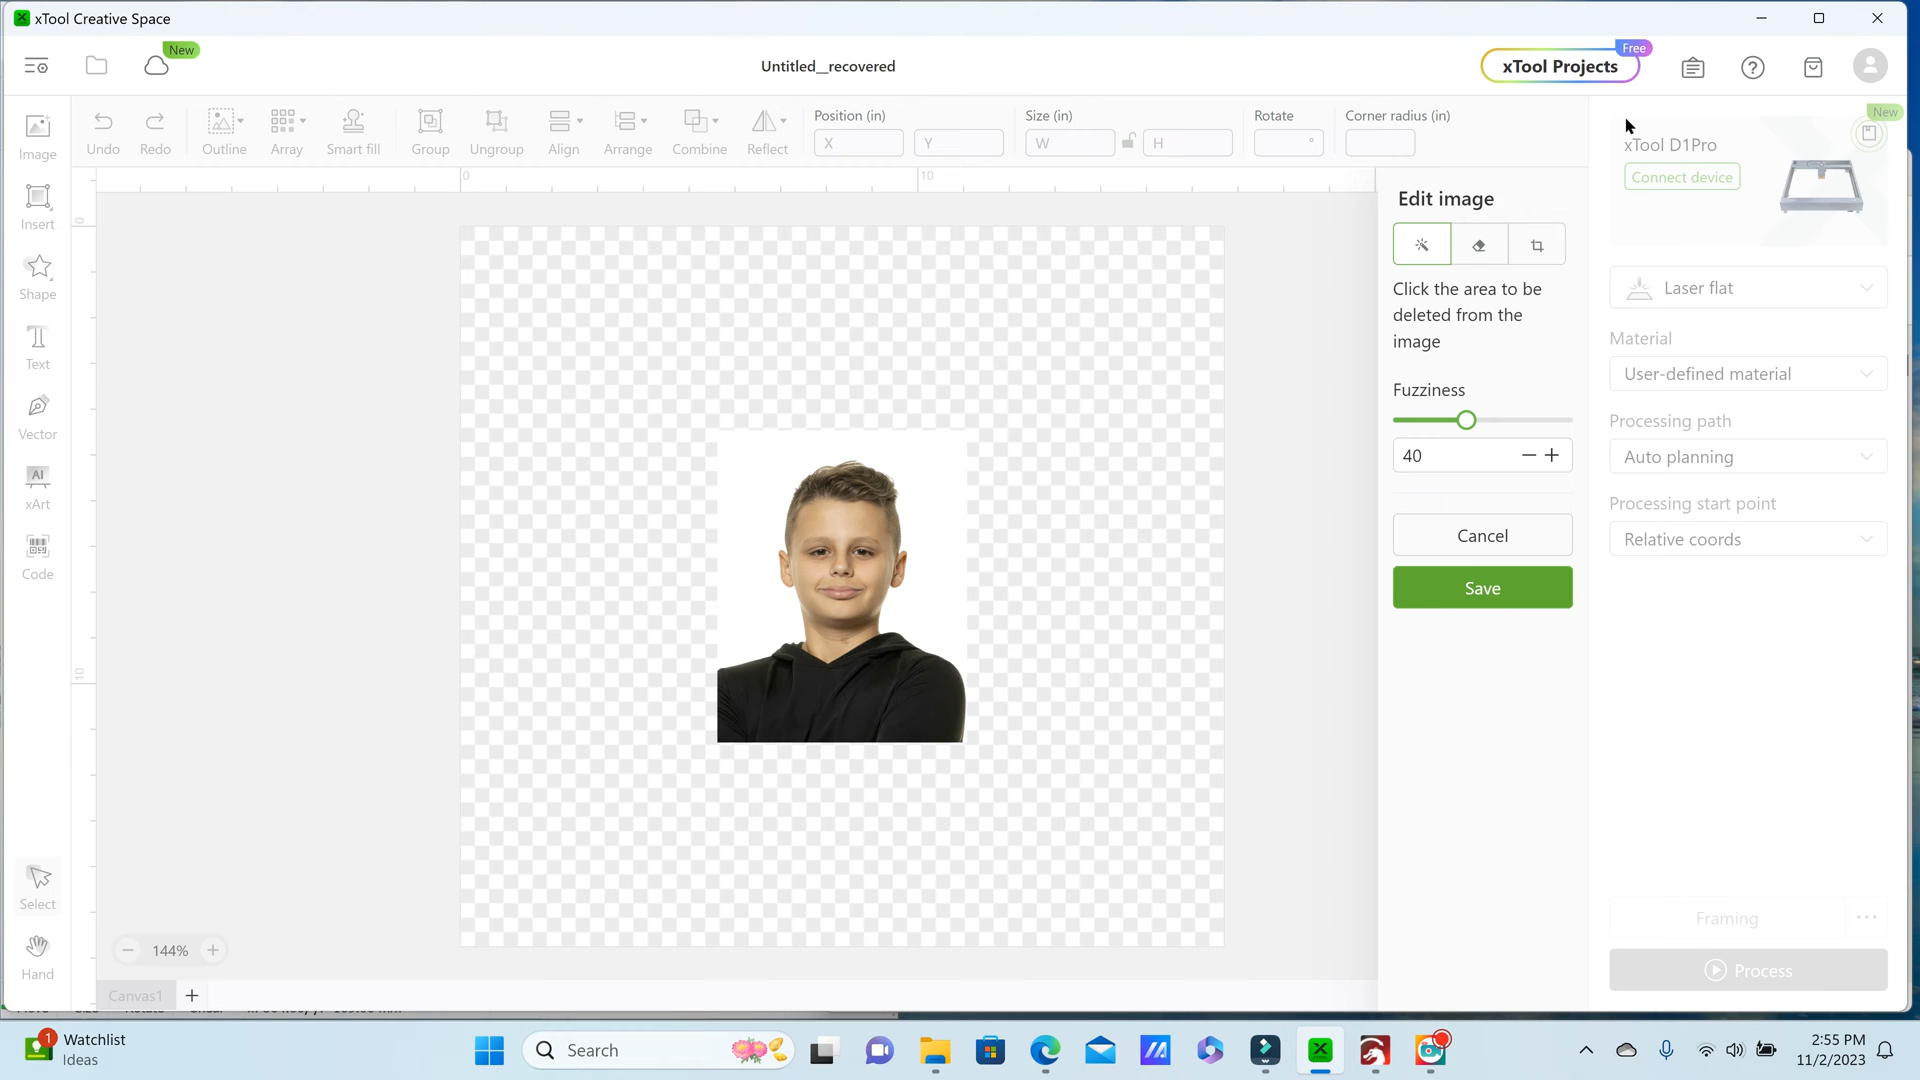 xTool Creative Space
New
Untitled_recovered
Free
xTool Projects
Image
Insert
Shape
Text
Vector
AI
xArt
Code
Select
Hand
Undo
Redo
Outline
Array
Smart fill
Group
Ungroup
Align
Arrange
Combine
Reflect
Position (in)
X
Y
Size (in)
W
H
Rotate
°
Corner radius (in)
0
10
0
10
Edit image
Click the area to be
deleted from the
image
Fuzziness
40
Cancel
Save
New
xTool D1Pro
Connect device
Laser flat
Material
User-defined material
Processing path
Auto planning
Processing start point
Relative coords
Framing
Process
144%
Canvas1
1
Watchlist
Ideas
Search
2:55 PM
11/2/2023